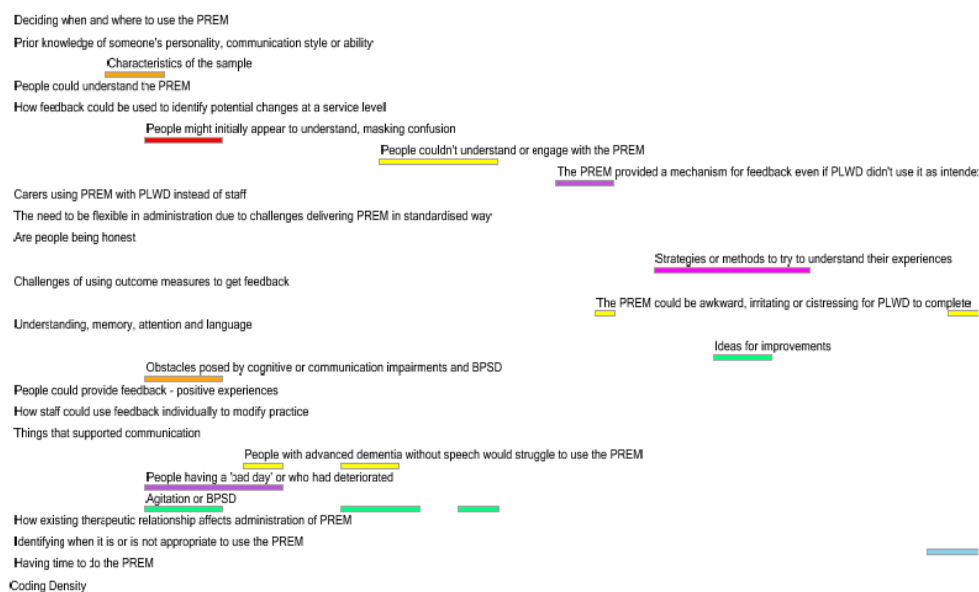 Deciding when and where to use the PREM
Prior knowledge of someone's personality, communication style or ability
Characteristics of the sample
People could understand the PREM
How feedback could be used to identify potential changes at a service level
People might initially appear to understand, masking confusion
People couldn't understand or engage with the PREM
The PREM provided a mechanism for feedback even if PLWD didn't use it as intende
Carers using PREM with PLWD instead of staff
The need to be flexible in administration due to challenges delivering PREM in standardised way
Are people being honest
Strategies or methods to try to understand their experiences
Challenges of using outcome measures to get feedback
The PREM could be awkward, irritating or cistressing for PLWD to complete
Understanding, memory, attention and language
Ideas for improvements
Obstacles posed by cognitive or communication impairments and BPSD
People could provide feedback - positive experiences
How staff could use feedback individually to modify practice
Things that supported communication
People with advanced dementia without speech would struggle to use the PREM
People having a 'bad day' or who had deteriorated
Agitation or BPSD
How existing therapeutic relationship affects administration of PREM
Identifying when it is or is not appropriate to use the PREM
Having time to do the PREM
Coding Density